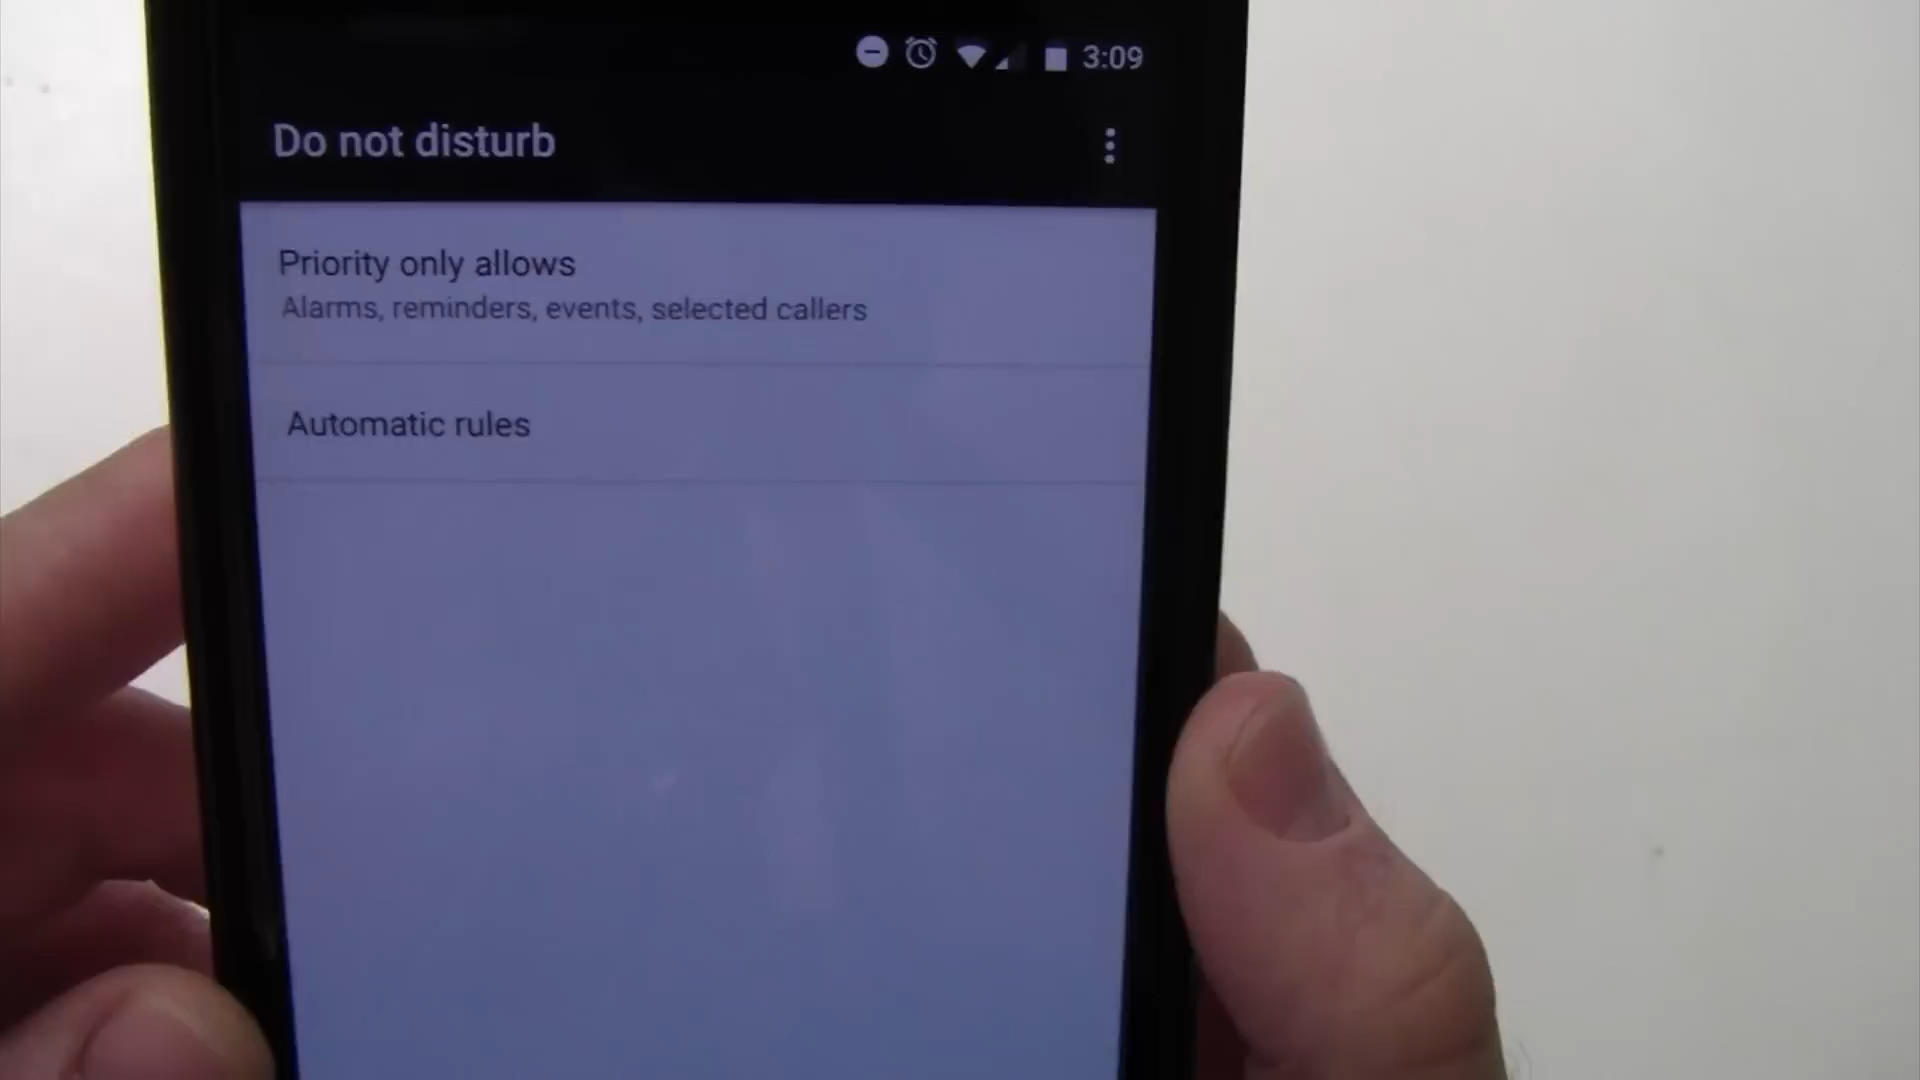 3:09
Do not disturb
Priority only allows
Alarms, reminders, events, selected callers
Automatic rules